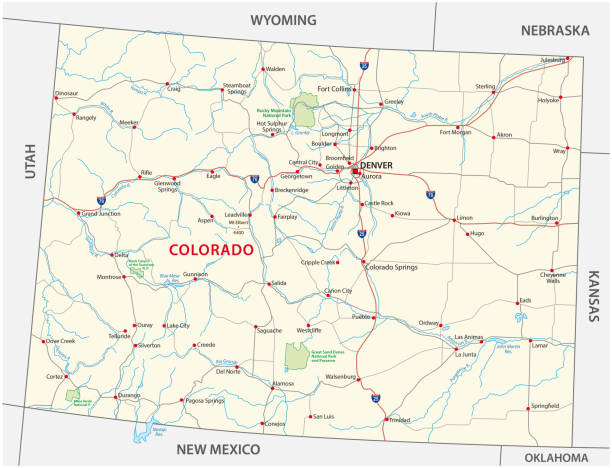 WYOMING
NEBRASKA
UTAH
KANSAS
NEW MEXICO
OKLAHOMA
COLORADO
Julesburg
Walden
Craig
Steamboat
Springs
Fort Collins
Sterling
Dinosaur
Rocky Mountain
National Park
Greeley
Holyoke
Rangely
Meeker
Hot Sulphur
Springs
Longmont
Fort Morgan
Akron
Boulder
Brighton
Wray
Broomfield
Central City
Golden
DENVER
Aurora
Rifle
Glenwood
Springs
Eagle
Georgetown
Littleton
Breckenridge
Castle Rock
Grand Junction
Aspen
Leadville
Mt Elbert
4400
Fairplay
Kiowa
Limon
Hugo
Burlington
Delta
Black Canyon
of the Gunnison
N.P.
Montrose
Blue Mesa
Res.
Gunnison
Cripple Creek
Colorado Springs
Cheyenne
Wells
Salida
Cañon City
Eads
Pueblo
Ordway
Ouray
Lake City
Saguache
Westcliffe
Las Animas
John Martin
Res.
Lamar
Dove Creek
Telluride
Silverton
Creede
Great Sand Dunes
National Park
and Preserve
La Junta
Rio Grande
Del Norte
Cortez
Alamosa
Walsenburg
Mesa Verde
National P.
Durango
Pagosa Springs
San Luis
Springfield
Conejos
Trinidad
Navajo
Res.
25
76
70
70
70
25
25